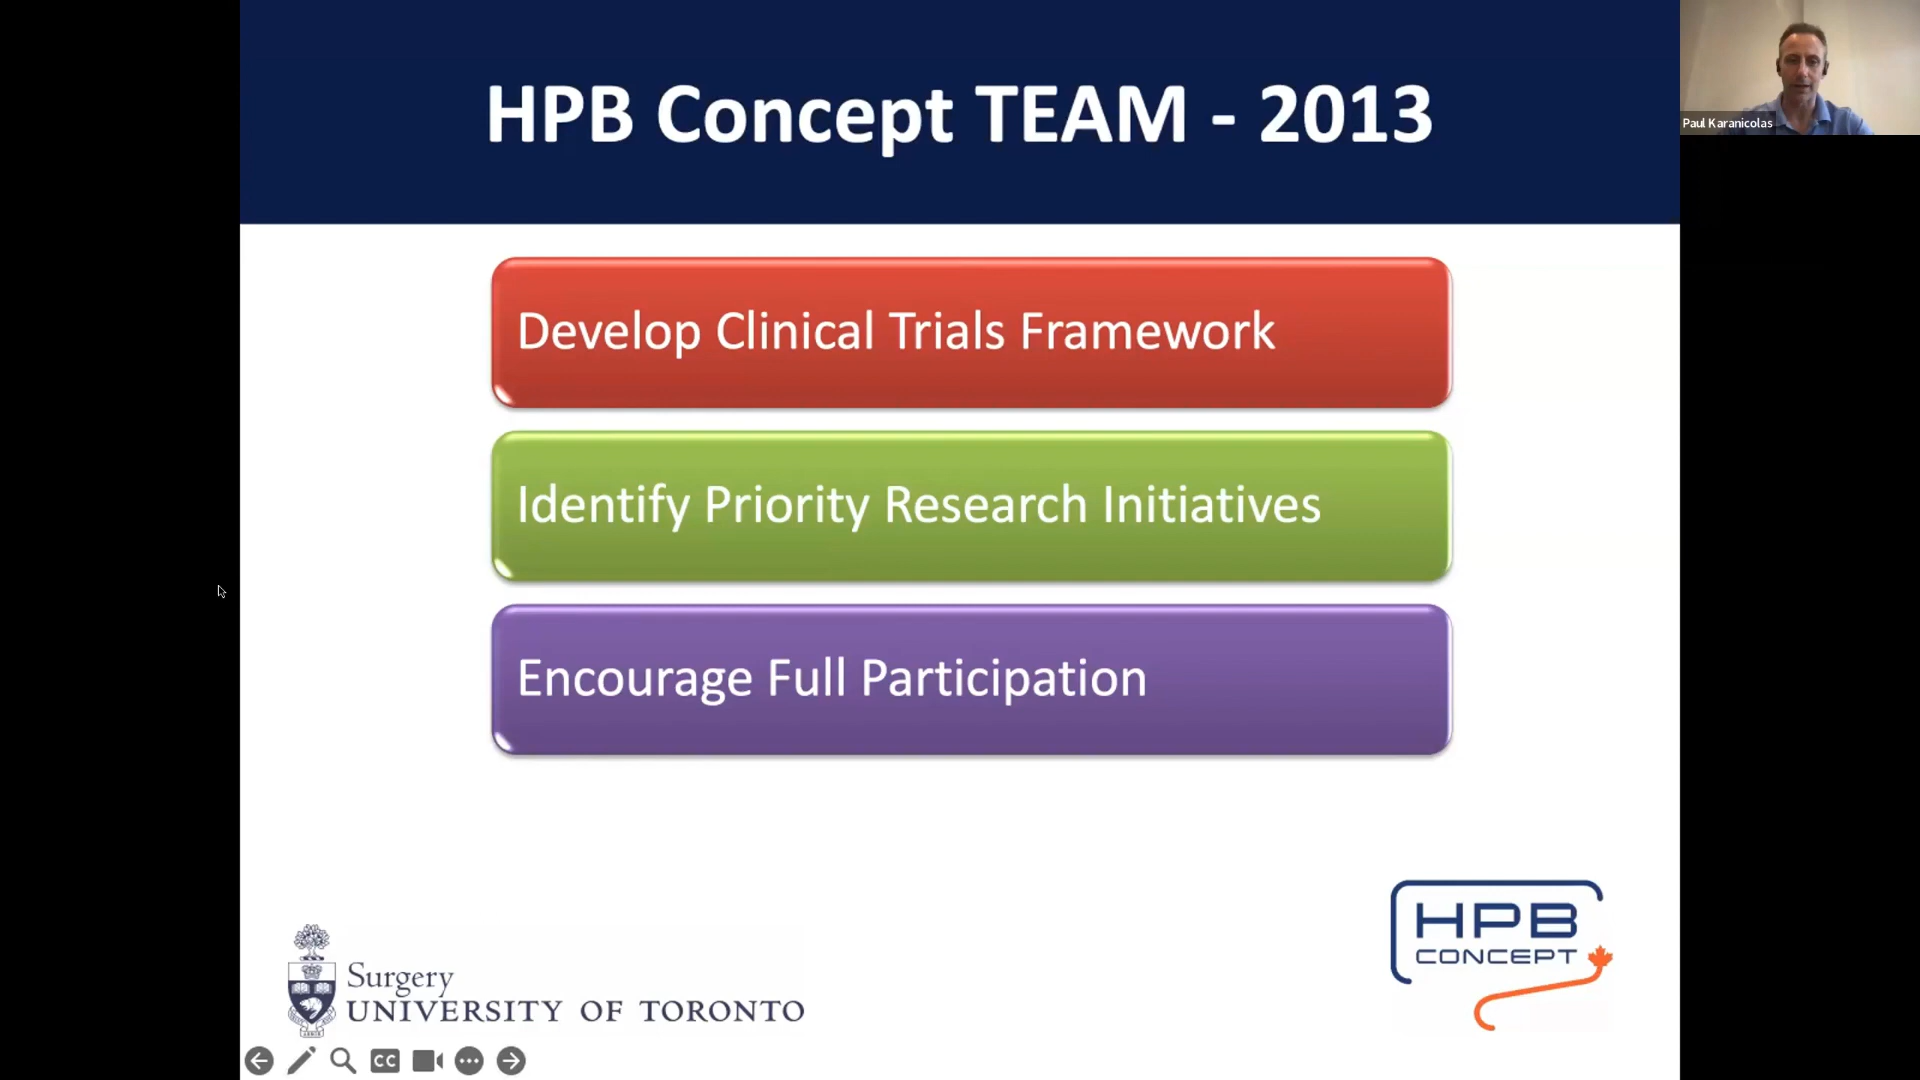 HPB Concept TEAM - 2013
Paul Karanicolas
Develop Clinical Trials Framework
Identify Priority Research Initiatives
Encourage Full Participation
HPB
CONCEPT
Surgery
UNIVERSITY OF TORONTO
CC